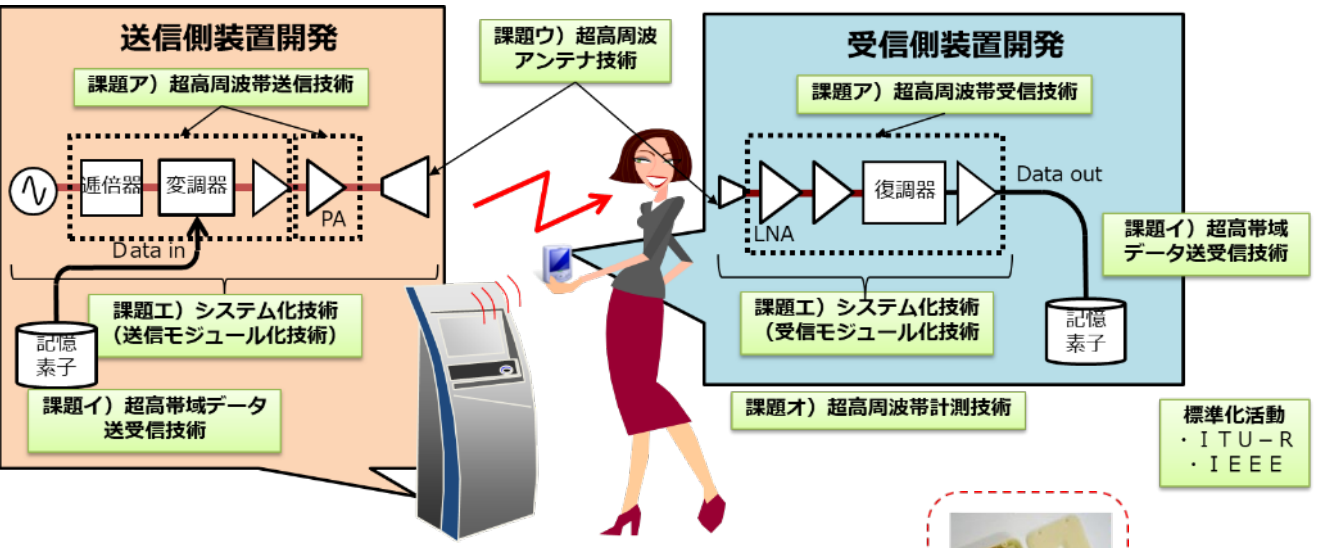 送信側装置開発
課題ア）超高周波帯送信技術
逓倍器
変調器
PA
Data in
課題エ）システム化技術
（送信モジュール化技術）
記憶
素子
課題イ）超高帯域データ
送受信技術
課題ウ）超高周波
アンテナ技術
受信側装置開発
課題ア）超高周波帯受信技術
LNA
復調器
Data out
課題イ）超高帯域
データ送受信技術
課題エ）システム化技術
（受信モジュール化技術）
記憶
素子
課題オ）超高周波帯計測技術
標準化活動
・ＩＴＵ－Ｒ
・ＩＥＥＥ